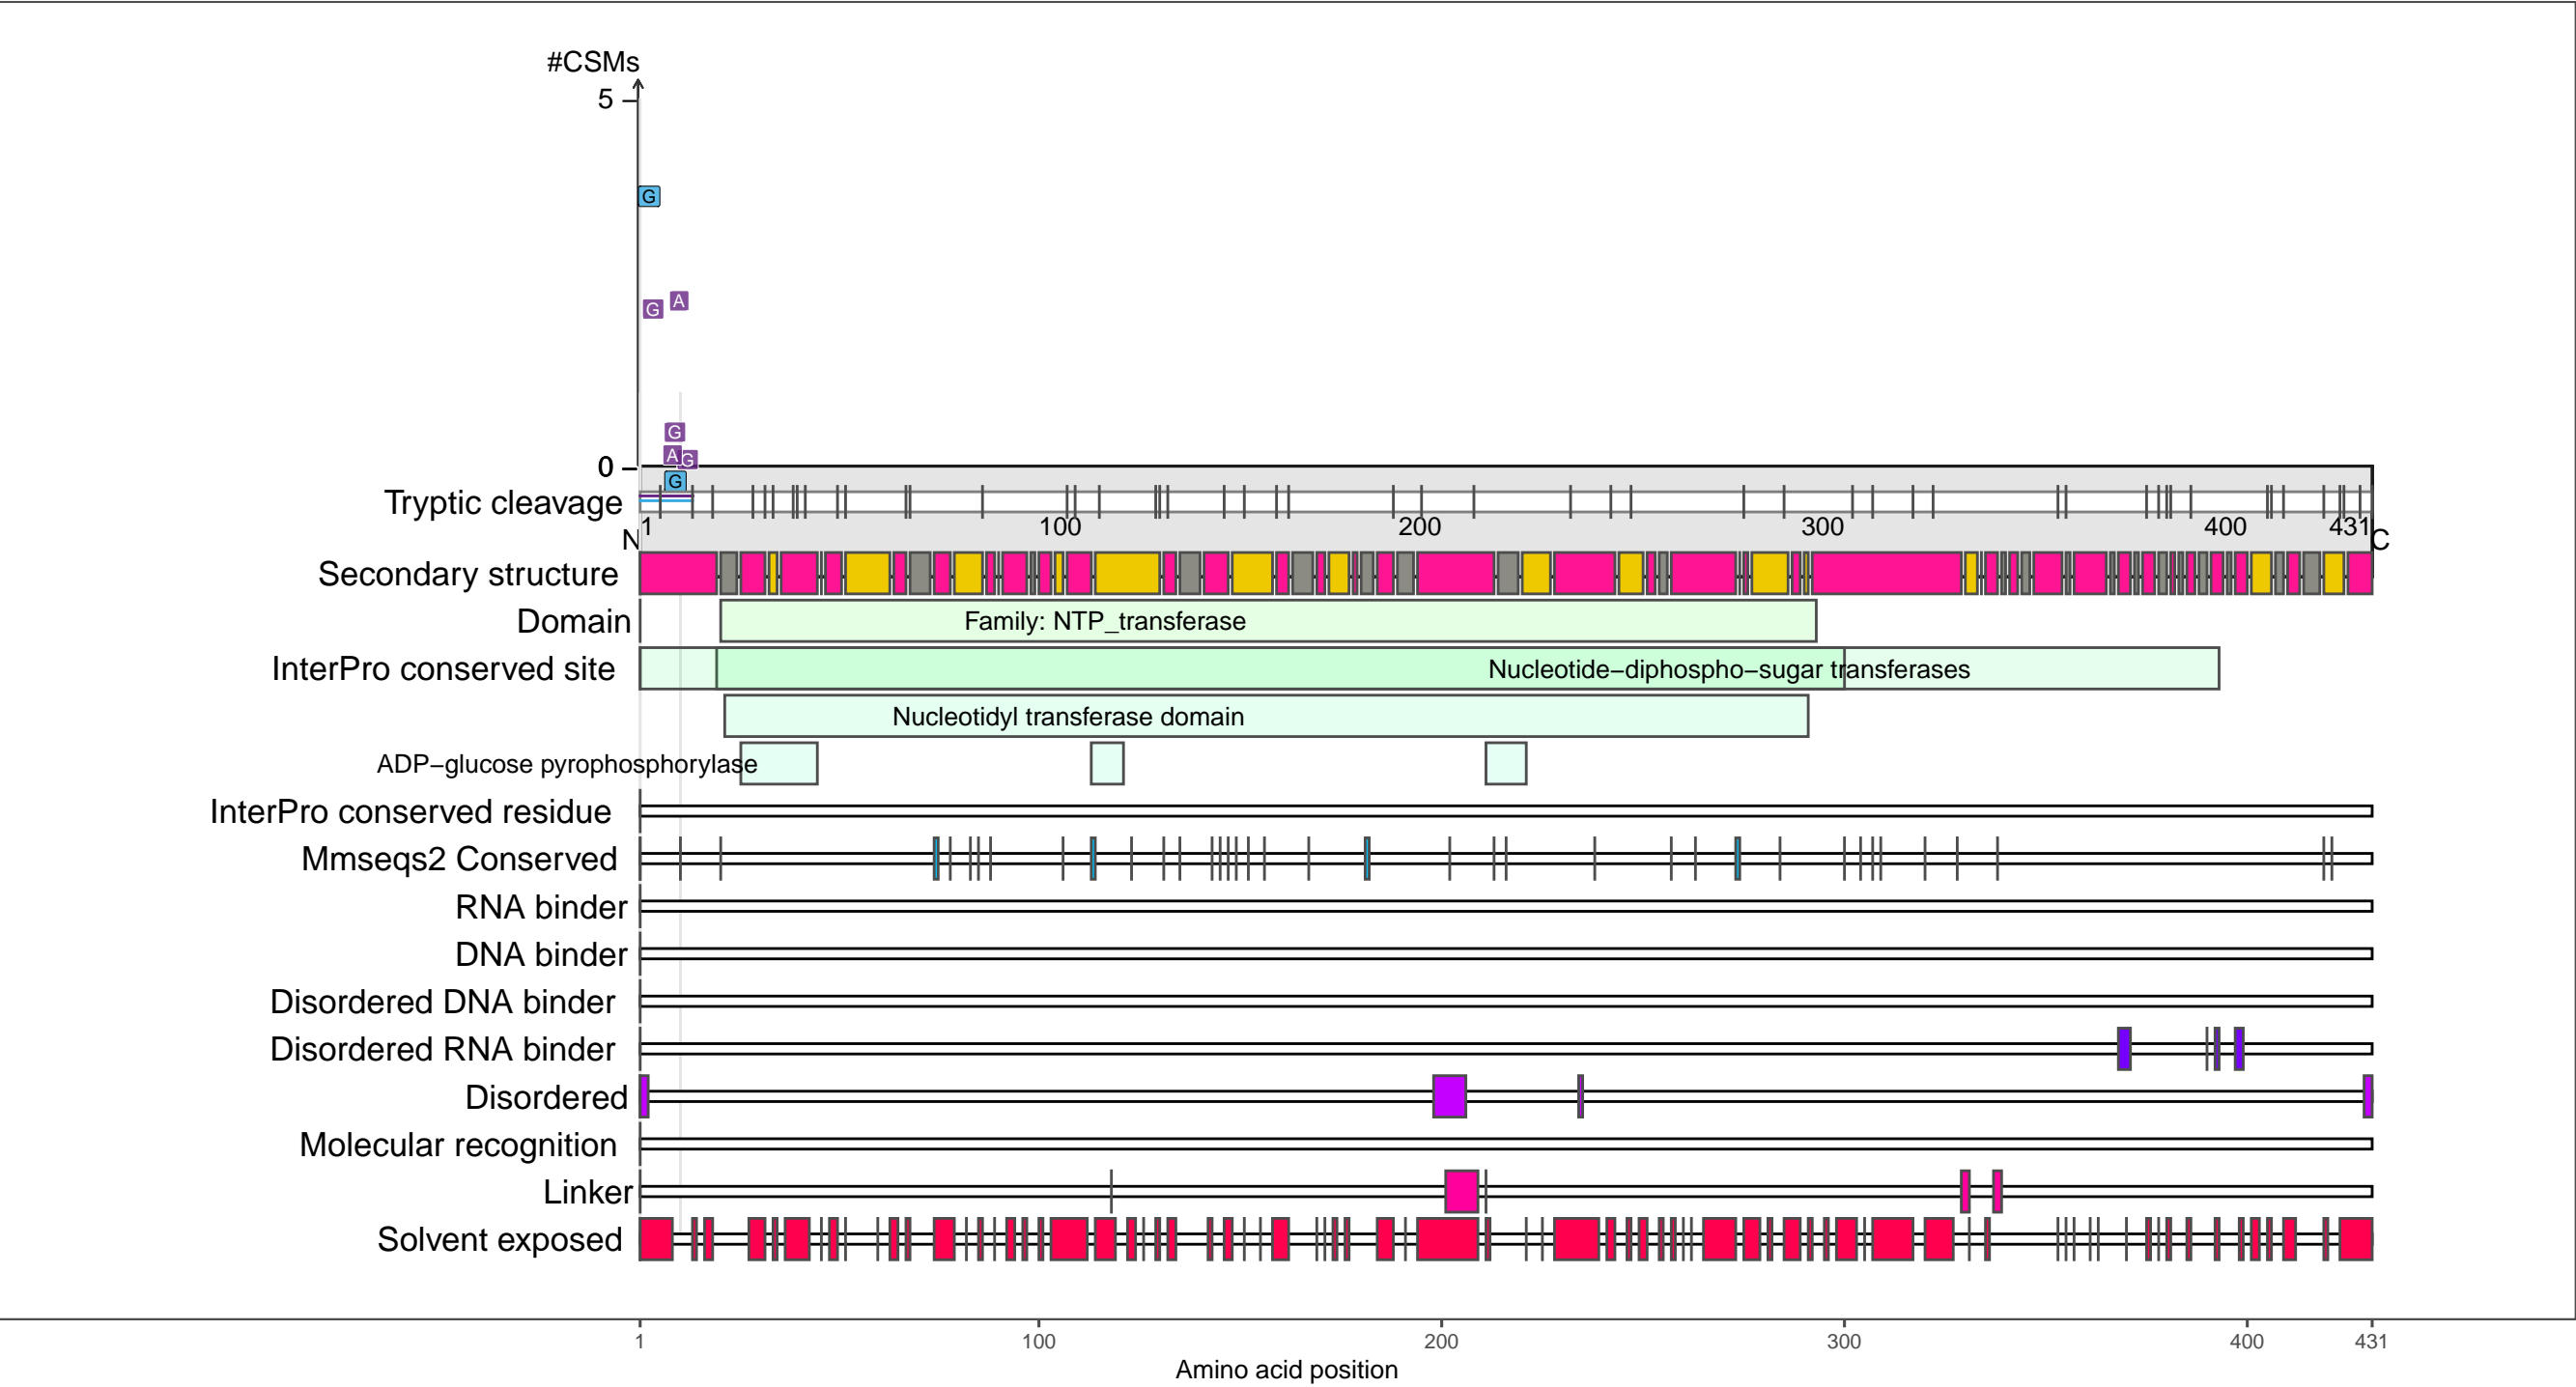 #CSMs
5
G
G
A
G
A
G
0
G
Tryptic cleavage
1
100
200
300
400
431
N
C
Secondary structure
Domain
Family: NTP_transferase
InterPro conserved site
Nucleotide−diphospho−sugar transferases
Nucleotidyl transferase domain
ADP−glucose pyrophosphorylase
InterPro conserved residue
Mmseqs2 Conserved
RNA binder
DNA binder
Disordered DNA binder
Disordered RNA binder
Disordered
Molecular recognition
Linker
Solvent exposed
1
100
200
300
400
431
Amino acid position